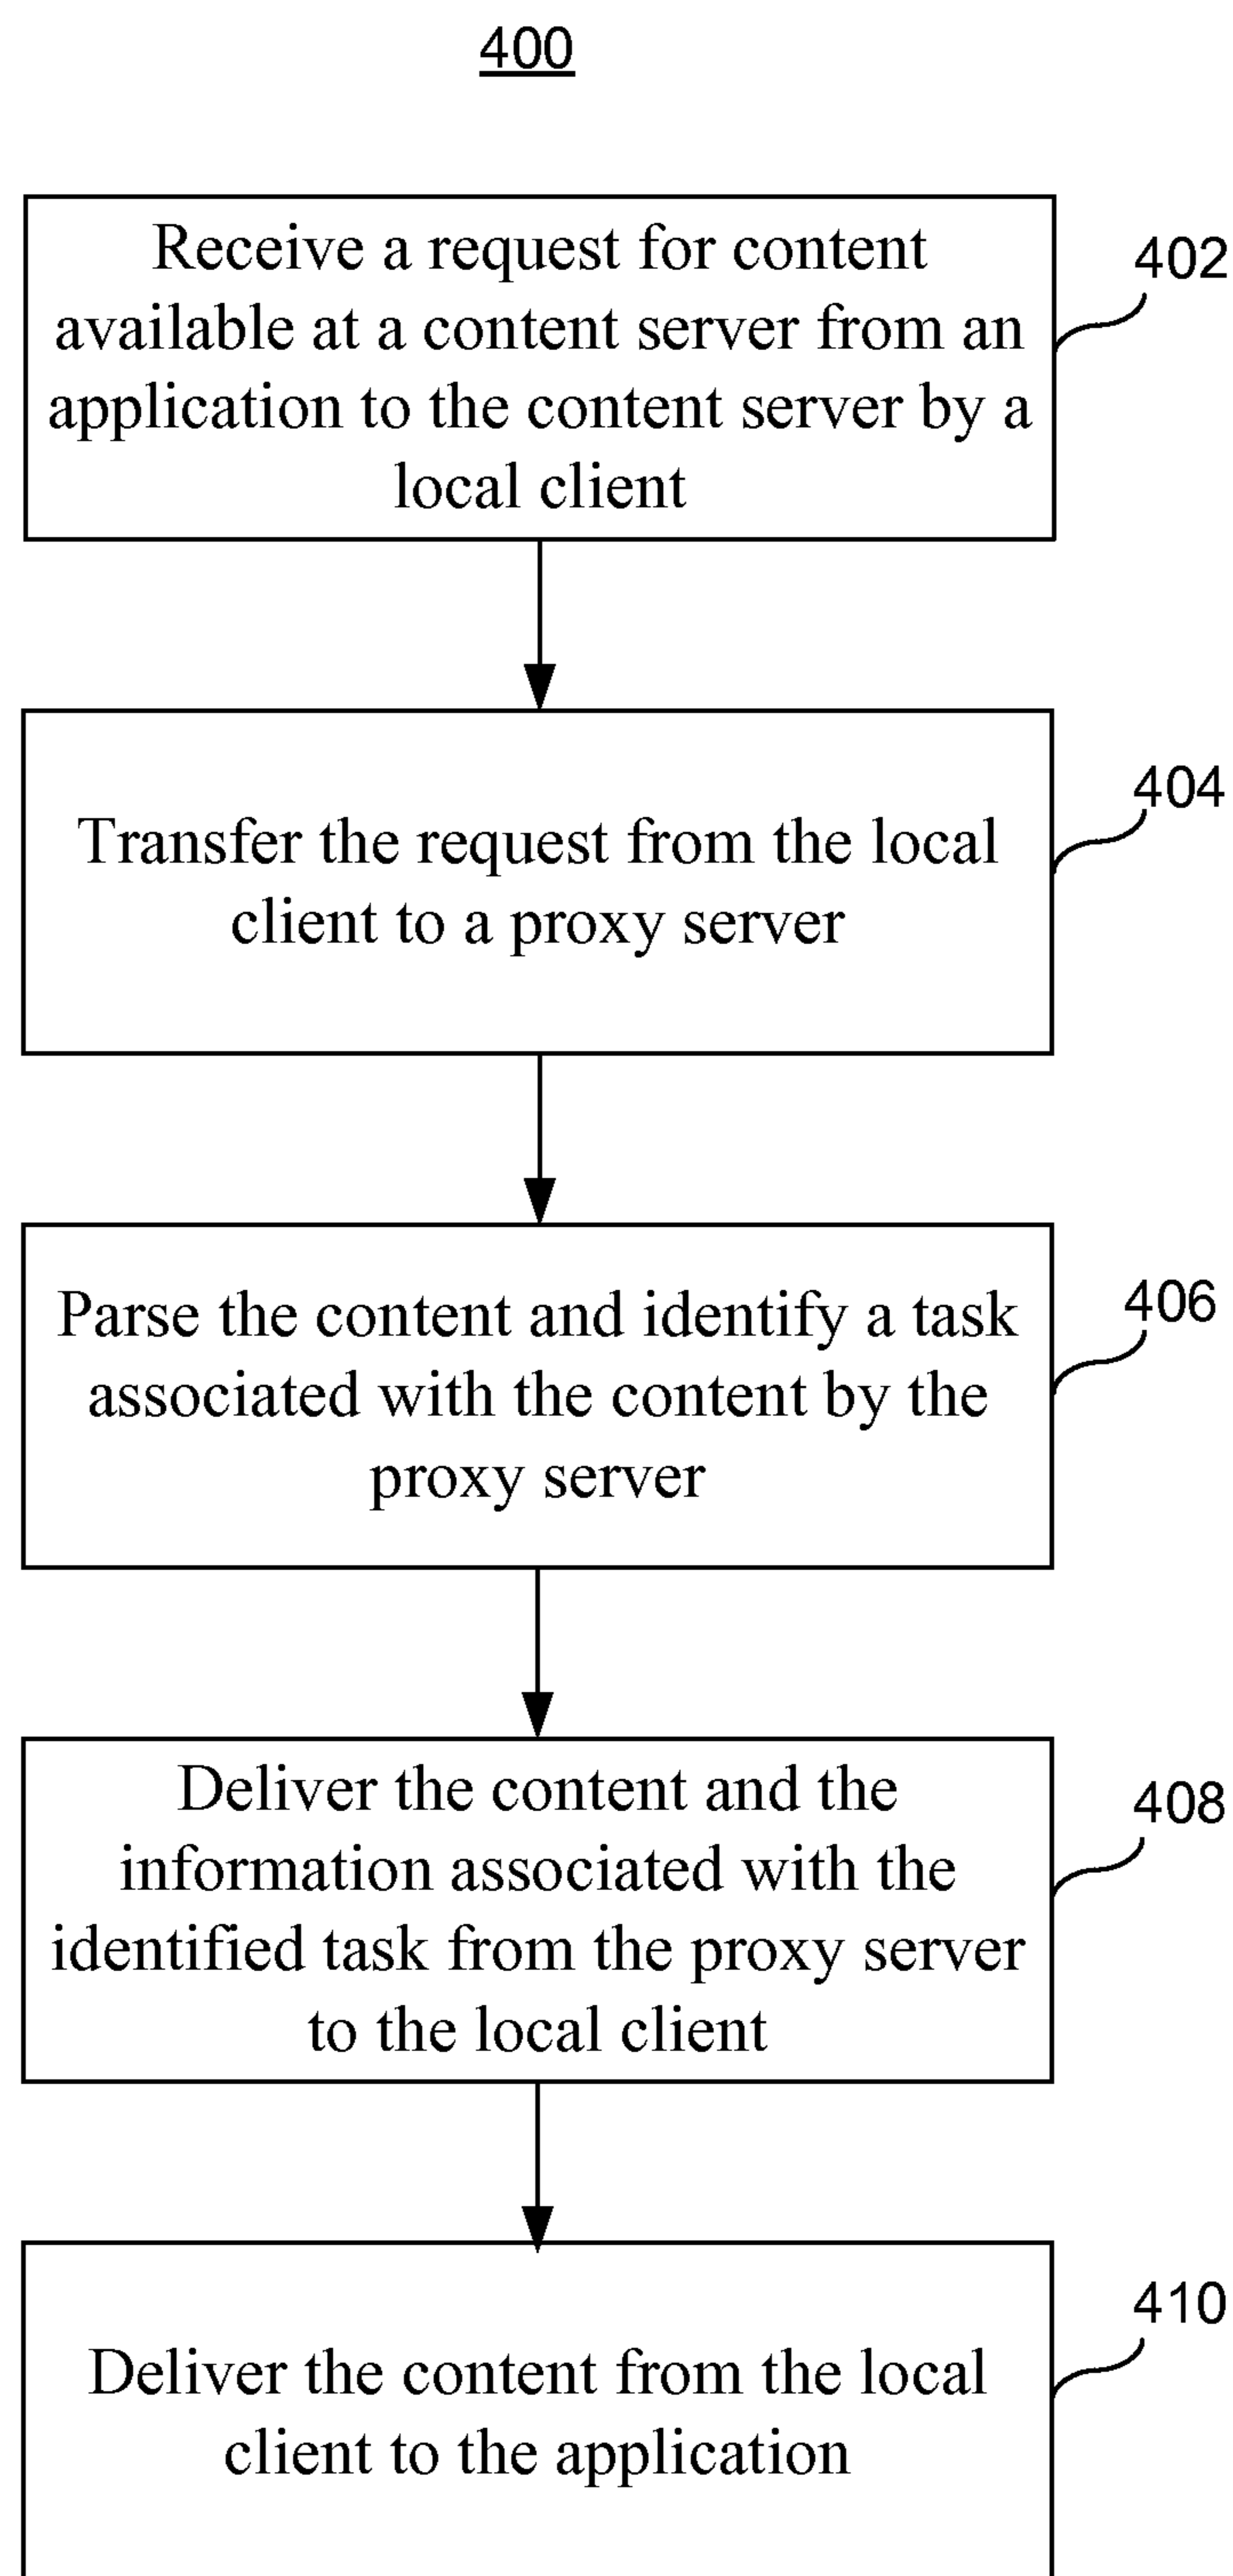 400
Receive a request for content
available at a content server from an
application to the content server by a
local client
402
Transfer the request from the local
client to a proxy server
404
Parse the content and identify a task
associated with the content by the
proxy server
406
Deliver the content and the
information associated with the
identified task from the proxy server
to the local client
408
Deliver the content from the local
client to the application
410